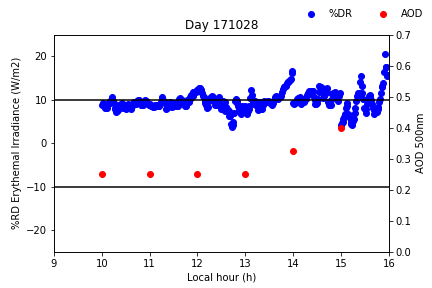 %DR AOD
Day 171028
20
10
0
−10
−20
%RD Erythemal Irradiance (W/m2)
0.7
0.6
0.5
0.4
0.3
0.2
0.1
0.0
AOD 500nm
9 10 11 12 13 14 15 16
Local hour (h)